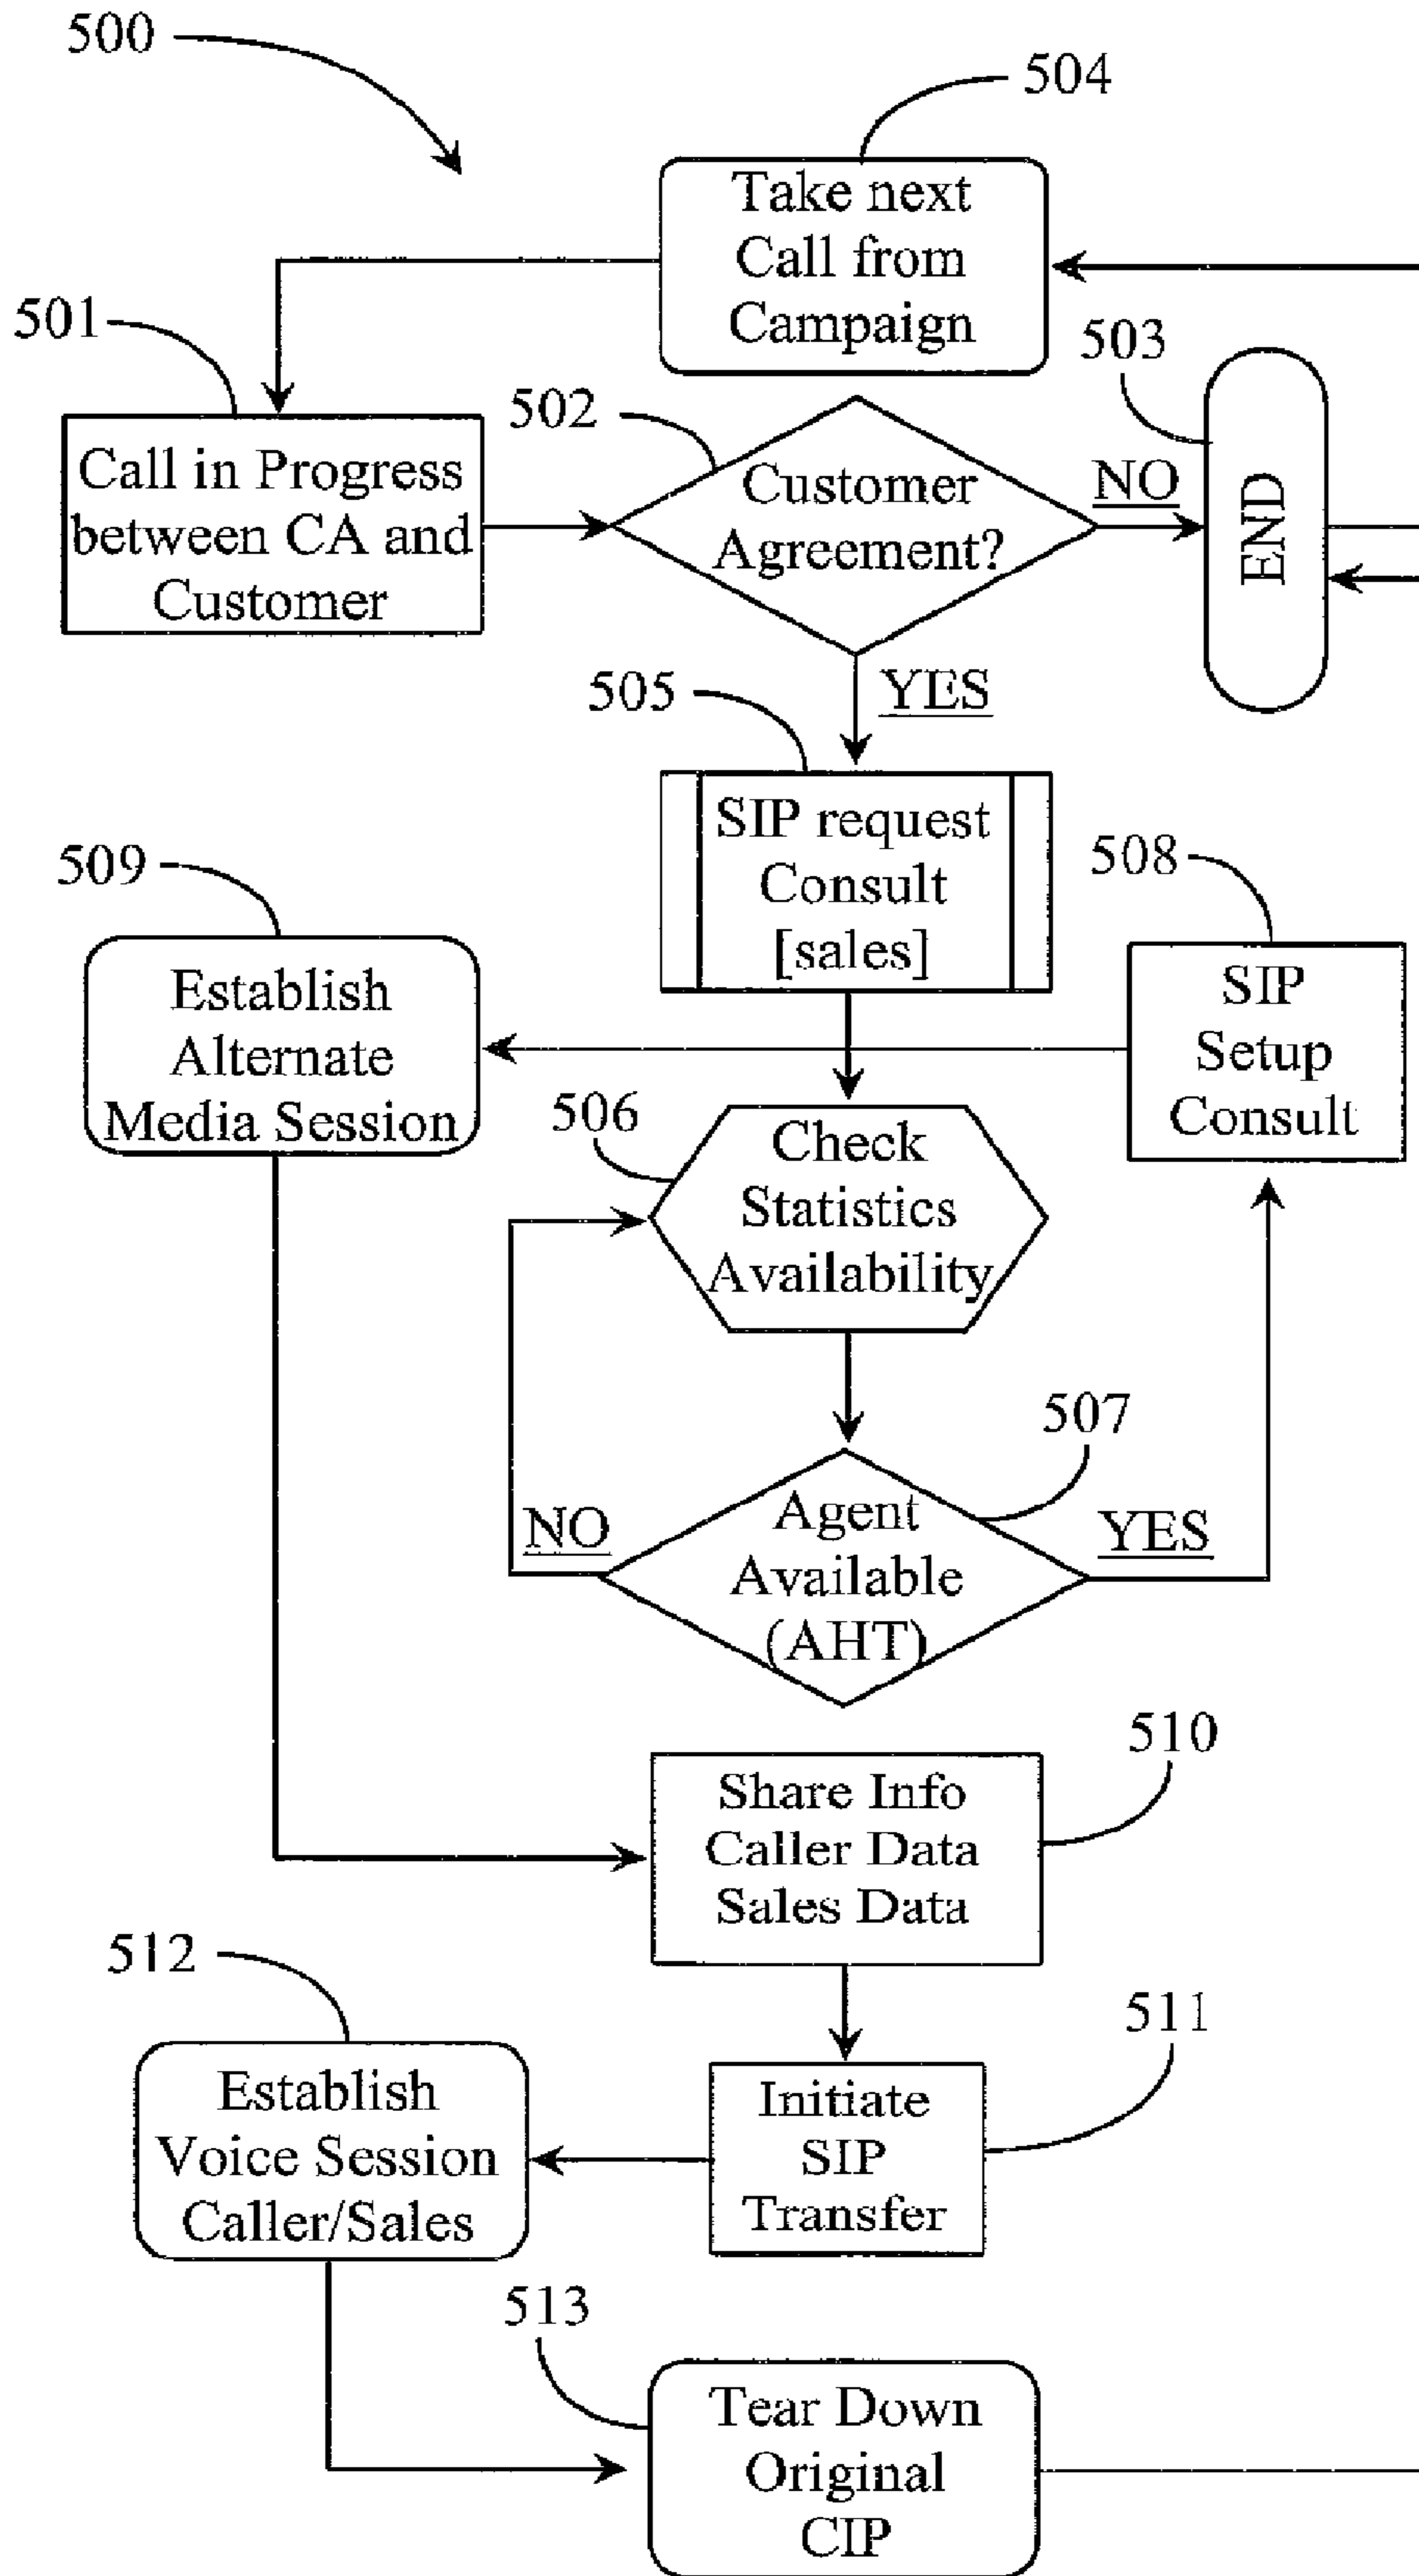 500
504
Take next
Call from
Campaign
501
Call in Progress
between CA and
Customer
502
Customer
Agreement?
NO
503
END
YES
505
SIP request
Consult
[sales]
509
Establish
Alternate
Media Session
508
SIP
Setup
Consult
506
Check
Statistics
Availability
507
Agent
Available
(AHT)
NO
YES
510
Share Info
Caller Data
Sales Data
512
Establish
Voice Session
Caller/Sales
511
Initiate
SIP
Transfer
513
Tear Down
Original
CIP